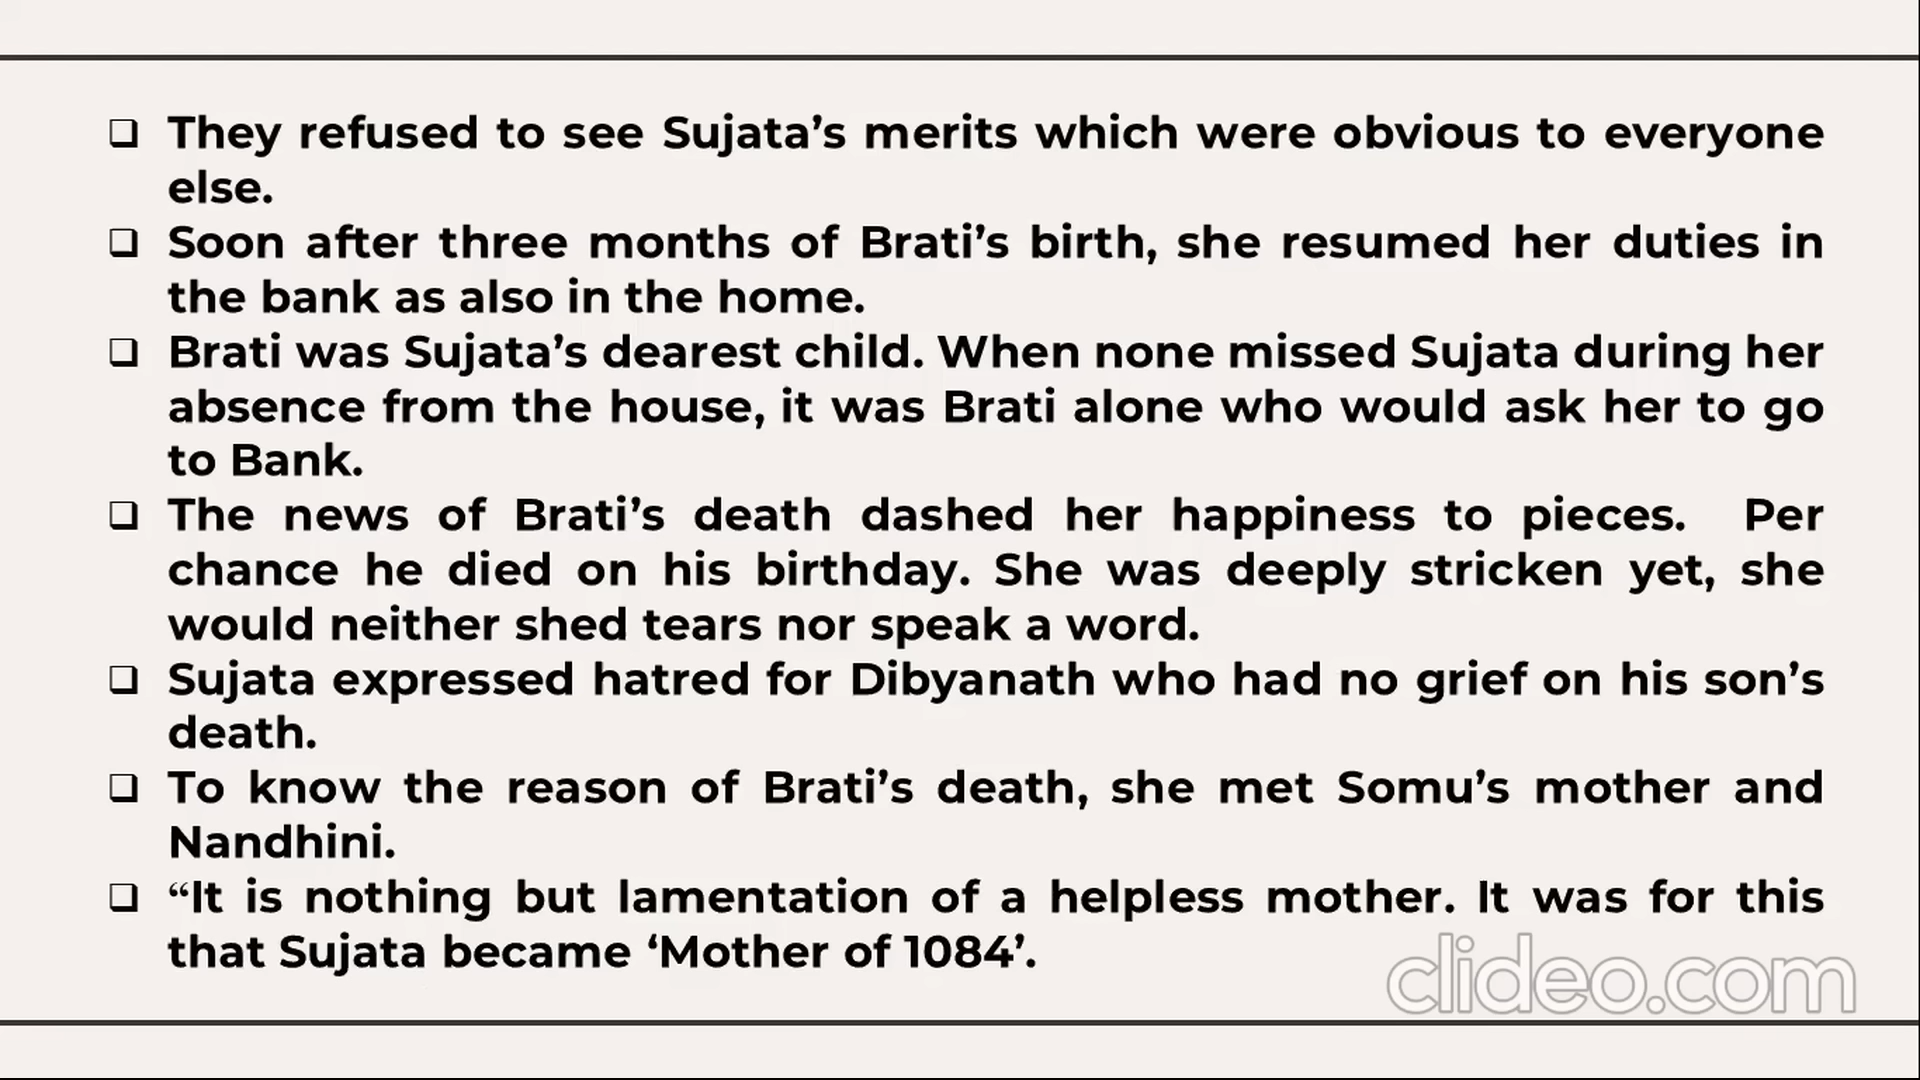 ❑ They refused to see Sujata’s merits which were obvious to everyone
else.
❑ Soon after three months of Brati’s birth, she resumed her duties in
the bank as also in the home.
❑ Brati was Sujata’s dearest child. When none missed Sujata during her
absence from the house, it was Brati alone who would ask her to go
to Bank.
❑ The news of Brati’s death dashed her happiness to pieces. Per
chance he died on his birthday. She was deeply stricken yet, she
would neither shed tears nor speak a word.
❑ Sujata expressed hatred for Dibyanath who had no grief on his son’s
death.
❑ To know the reason of Brati’s death, she met Somu’s mother and
Nandhini.
❑ “It is nothing but lamentation of a helpless mother. It was for this
that Sujata became ‘Mother of 1084’.
clideo.com